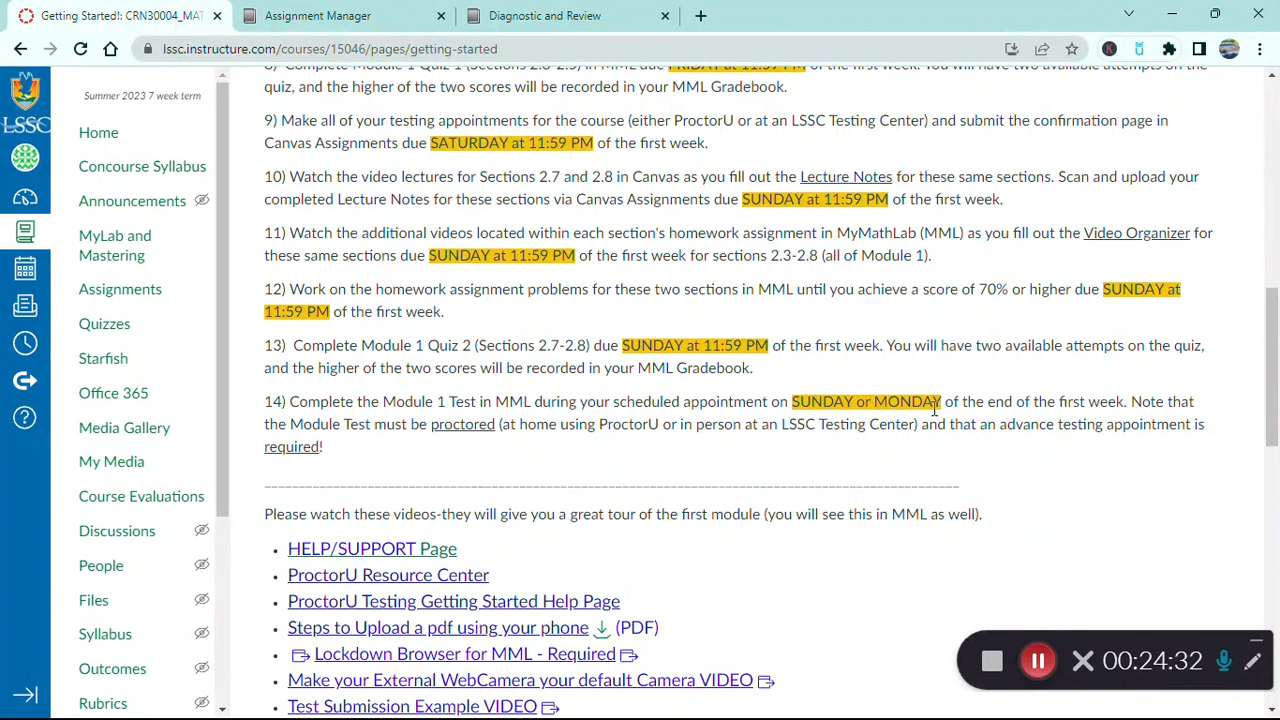 Getting Started!: CRN30004_MAT
Assignment Manager
Diagnostic and Review
lssc.instructure.com/courses/15046/pages/getting-started
LSSC
Summer 2023 7 week term
Home
Concourse Syllabus
Announcements
MyLab and
Mastering
Assignments
Quizzes
Starfish
Office 365
Media Gallery
My Media
Course Evaluations
Discussions
People
Files
Syllabus
Outcomes
Rubrics
quiz, and the higher of the two scores will be recorded in your MML Gradebook.
9) Make all of your testing appointments for the course (either ProctorU or at an LSSC Testing Center) and submit the confirmation page in
Canvas Assignments due SATURDAY at 11:59 PM of the first week.
10) Watch the video lectures for Sections 2.7 and 2.8 in Canvas as you fill out the Lecture Notes for these same sections. Scan and upload your
completed Lecture Notes for these sections via Canvas Assignments due SUNDAY at 11:59 PM of the first week.
11) Watch the additional videos located within each section's homework assignment in MyMathLab (MML) as you fill out the Video Organizer for
these same sections due SUNDAY at 11:59 PM of the first week for sections 2.3-2.8 (all of Module 1).
12) Work on the homework assignment problems for these two sections in MML until you achieve a score of 70% or higher due SUNDAY at
11:59 PM of the first week.
13) Complete Module 1 Quiz 2 (Sections 2.7-2.8) due SUNDAY at 11:59 PM of the first week. You will have two available attempts on the quiz,
and the higher of the two scores will be recorded in your MML Gradebook.
14) Complete the Module 1 Test in MML during your scheduled appointment on SUNDAY or MONDAY of the end of the first week. Note that
the Module Test must be proctored (at home using ProctorU or in person at an LSSC Testing Center) and that an advance testing appointment is
required!
Please watch these videos-they will give you a great tour of the first module (you will see this in MML as well).
HELP/SUPPORT Page
ProctorU Resource Center
ProctorU Testing Getting Started Help Page
Steps to Upload a pdf using your phone (PDF)
Lockdown Browser for MML - Required
Make your External WebCamera your default Camera VIDEO
Test Submission Example VIDEO
00:24:32